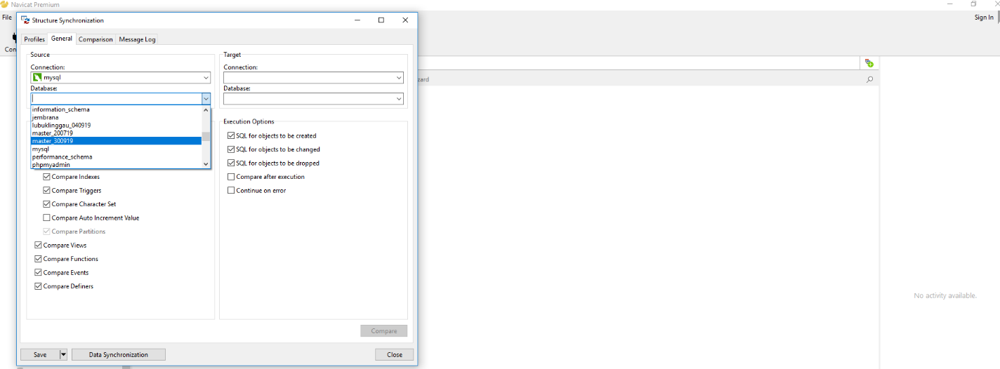 Navicat Premium
File
Sign In
Con
Structure Synchronization
Profiles
General
Comparison
Message Log
Source
Connection:
mysql
Database:
information_schema
jembrana
lubuklinggau_040919
master_200719
master_300919
mysql
performance_schema
phpmyadmin
Compare Indexes
Compare Triggers
Compare Character Set
Compare Auto Increment Value
Compare Partitions
Compare Views
Compare Functions
Compare Events
Compare Definers
Target
Connection:
Database:
Execution Options
SQL for objects to be created
SQL for objects to be changed
SQL for objects to be dropped
Compare after execution
Continue on error
Compare
Save
Data Synchronization
Close
zard
No activity available.